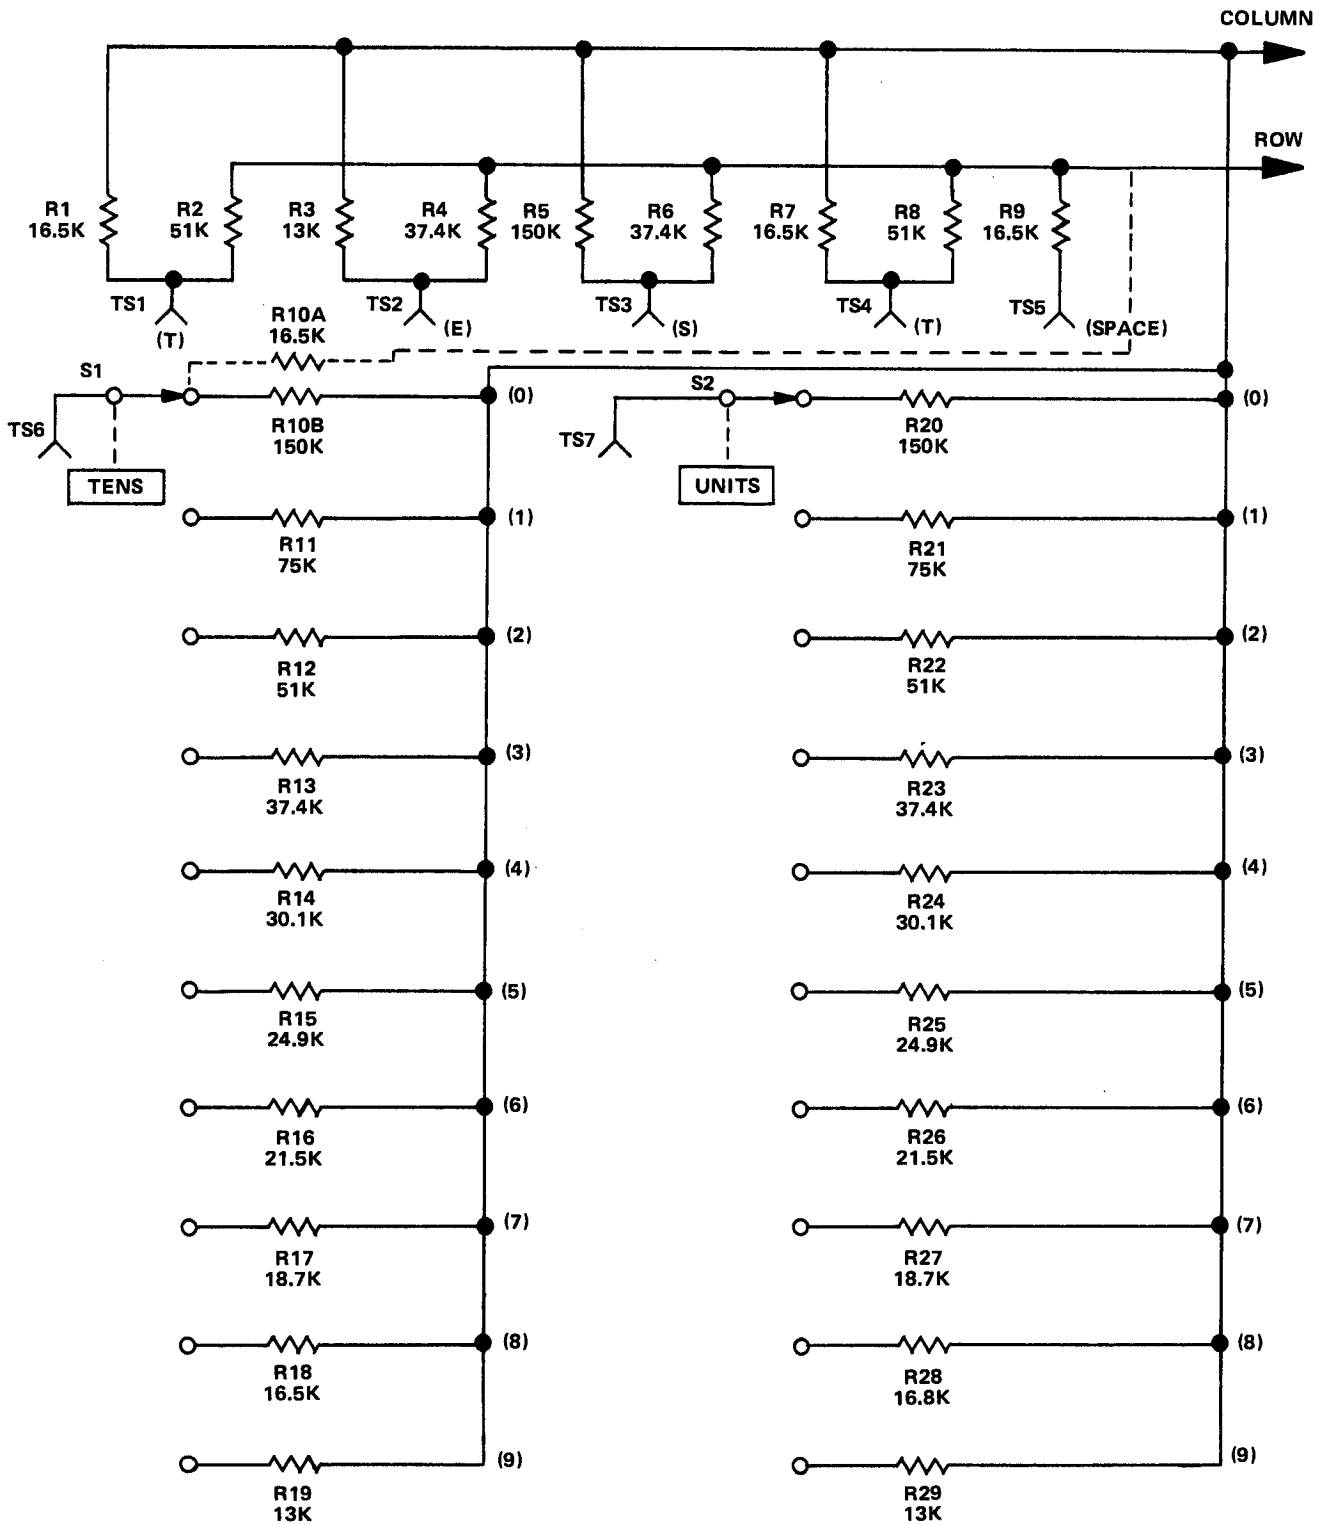 COLUMN
ROW
R1
16.5K
R2
51K
R3
13K
R4
37.4K
R5
150K
R6
37.4K
R7
16.5K
R8
51K
R9
16.5K
TS1
(T)
TS2
(E)
TS3
(S)
TS4
(T)
TS5
(SPACE)
R10A
16.5K
S1
TS6
TENS
R10B
150K
(0)
S2
TS7
UNITS
R20
150K
(0)
R11
75K
(1)
R21
75K
(1)
R12
51K
(2)
R22
51K
(2)
R13
37.4K
(3)
R23
37.4K
(3)
R14
30.1K
(4)
R24
30.1K
(4)
R15
24.9K
(5)
R25
24.9K
(5)
R16
21.5K
(6)
R26
21.5K
(6)
R17
18.7K
(7)
R27
18.7K
(7)
R18
16.5K
(8)
R28
16.8K
(8)
R19
13K
(9)
R29
13K
(9)